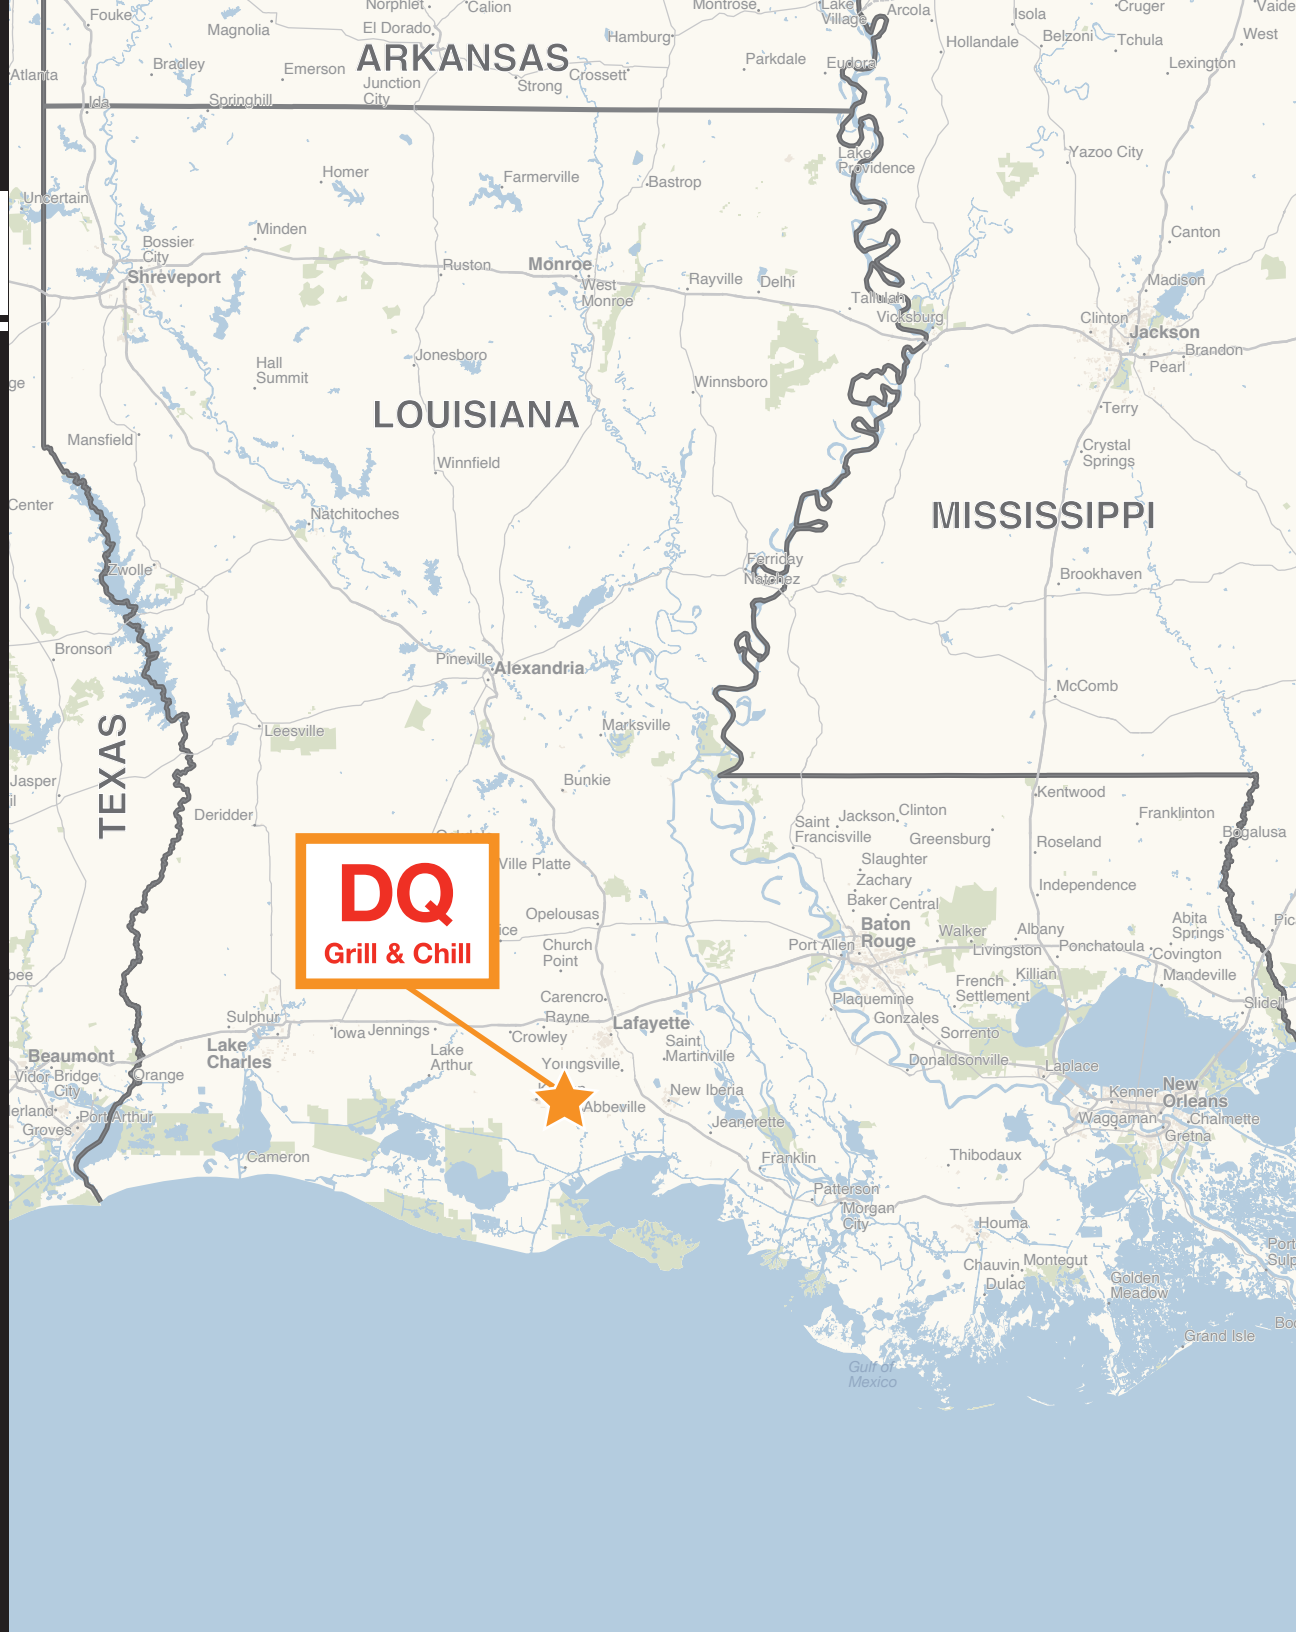 Fouke
Norphlet
Calion
Montrose
Lake
Village
Arcola
Isola
Cruger
Magnolia
El Dorado
Hamburg
Hollandale
Belzoni
Tchula
West
ARKANSAS
Atlanta
Bradley
Emerson
Junction
City
Strong
Crossett
Parkdale
Eudora
Lexington
Ida
Springhill
Lake
Providence
Yazoo City
Homer
Farmerville
Bastrop
Uncertain
Minden
Canton
Bossier
City
Shreveport
Ruston
Monroe
West
Monroe
Rayville
Delhi
Tallulah
Vicksburg
Madison
Clinton
Jackson
Brandon
Pearl
Hall
Summit
Jonesboro
Winnsboro
Terry
LOUISIANA
Mansfield
Winnfield
Crystal
Springs
Center
Natchitoches
MISSISSIPPI
Zwolle
Ferriday
Natchez
Brookhaven
Bronson
Pineville
Alexandria
McComb
TEXAS
Leesville
Marksville
Jasper
Bunkie
Kentwood
Deridder
Saint
Francisville
Jackson
Clinton
Greensburg
Franklinton
Bogalusa
Roseland
DQ
Grill & Chill
Ville Platte
Slaughter
Zachary
Baker
Central
Independence
Opelousas
Baton
Rouge
Walker
Albany
Abita
Springs
Church
Point
Port Allen
Livingston
Ponchatoula
Covington
Mandeville
French
Settlement
Killian
Slidell
Carencro
Plaquemine
Gonzales
Sulphur
Iowa
Jennings
Rayne
Crowley
Lafayette
Sorrento
Beaumont
Lake
Charles
Lake
Arthur
Youngsville
Saint
Martinville
Donaldsonville
Laplace
Vidor
Bridge
City
Orange
New Iberia
Kenner
New
Orleans
Port Arthur
Groves
Abbeville
Jeanerette
Waggaman
Chalmette
Gretna
Cameron
Franklin
Thibodaux
Patterson
Morgan
City
Houma
Chauvin
Montegut
Dulac
Golden
Meadow
Grand Isle
Gulf of
Mexico